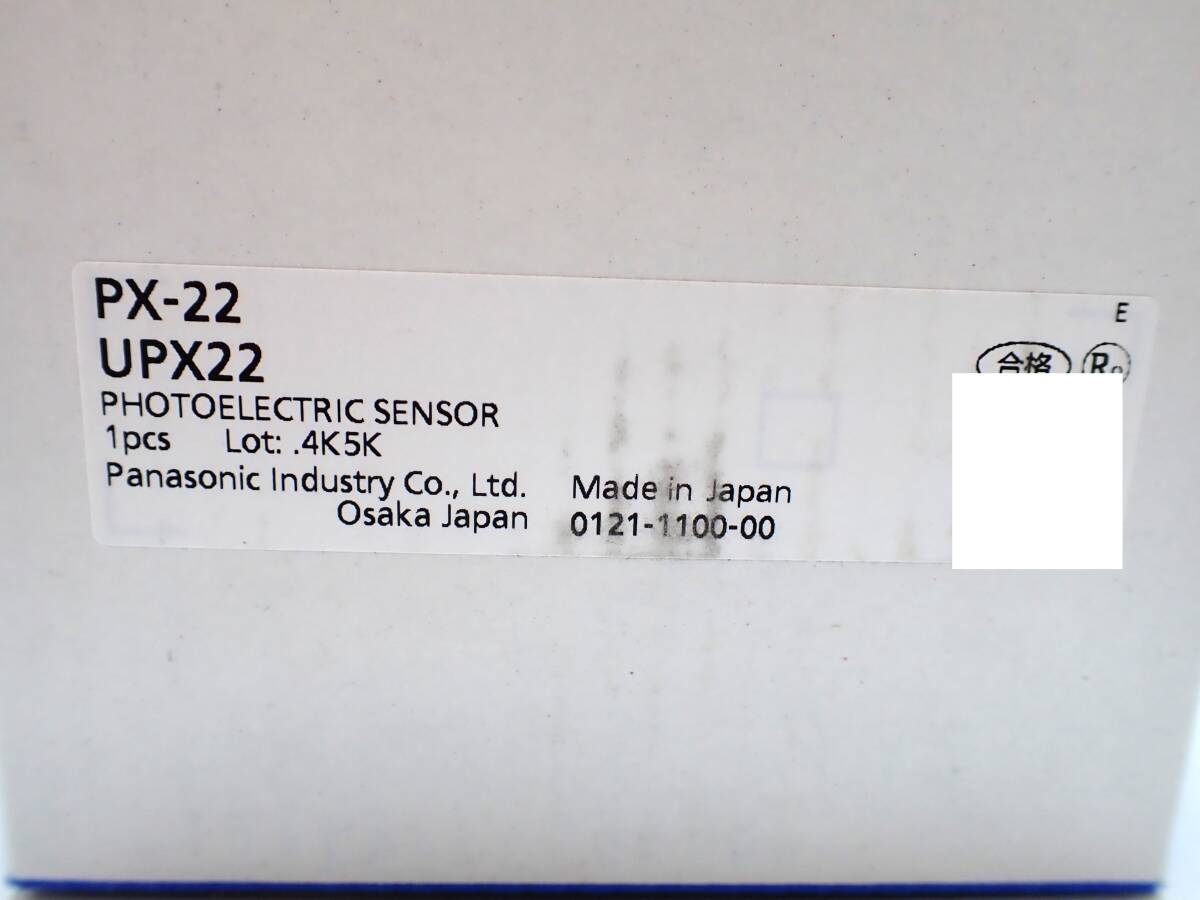 PX-22
E
UPX22
合格
PHOTOELECTRIC SENSOR
1pcs Lot: .4K5K
Panasonic Industry Co., Ltd. Made in Japan
Osaka Japan 0121-1100-00